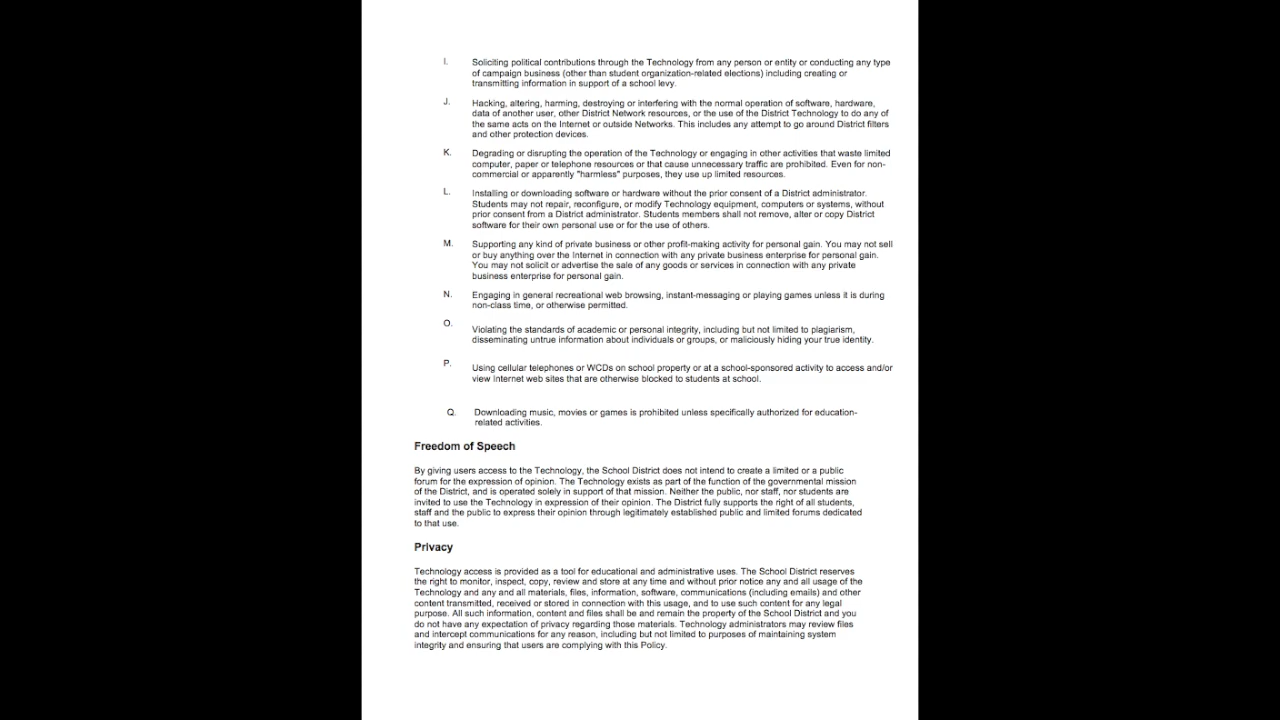 I. Soliciting political contributions through the Technology from any person or entity or conducting any type
of campaign business (other than student organization-related elections) including creating or
transmitting information in support of a school levy.
J. Hacking, altering, harming, destroying or interfering with the normal operation of software, hardware,
data of another user, other District Network resources, or the use of the District Technology to do any of
the same acts on the Internet or outside Networks. This includes any attempt to go around District filters
and other protection devices.
K. Degrading or disrupting the operation of the Technology or engaging in other activities that waste limited
computer, paper or telephone resources or that cause unnecessary traffic are prohibited. Even for non-
commercial or apparently "harmless" purposes, they use up limited resources.
L. Installing or downloading software or hardware without the prior consent of a District administrator.
Students may not repair, reconfigure, or modify Technology equipment, computers or systems, without
prior consent from a District administrator. Students members shall not remove, alter or copy District
software for their own personal use or for the use of others.
M. Supporting any kind of private business or other profit-making activity for personal gain. You may not sell
or buy anything over the Internet in connection with any private business enterprise for personal gain.
You may not solicit or advertise the sale of any goods or services in connection with any private
business enterprise for personal gain.
N. Engaging in general recreational web browsing, instant-messaging or playing games unless it is during
non-class time, or otherwise permitted.
O. Violating the standards of academic or personal integrity, including but not limited to plagiarism,
disseminating untrue information about individuals or groups, or maliciously hiding your true identity.
P. Using cellular telephones or WCDs on school property or at a school-sponsored activity to access and/or
view Internet web sites that are otherwise blocked to students at school.
Q. Downloading music, movies or games is prohibited unless specifically authorized for education-
related activities.
Freedom of Speech
By giving users access to the Technology, the School District does not intend to create a limited or a public
forum for the expression of opinion. The Technology exists as part of the function of the governmental mission
of the District, and is operated solely in support of that mission. Neither the public, nor staff, nor students are
invited to use the Technology in expression of their opinion. The District fully supports the right of all students,
staff and the public to express their opinion through legitimately established public and limited forums dedicated
to that use.
Privacy
Technology access is provided as a tool for educational and administrative uses. The School District reserves
the right to monitor, inspect, copy, review and store at any time and without prior notice any and all usage of the
Technology and any and all materials, files, information, software, communications (including emails) and other
content transmitted, received or stored in connection with this usage, and to use such content for any legal
purpose. All such information, content and files shall be and remain the property of the School District and you
do not have any expectation of privacy regarding those materials. Technology administrators may review files
and intercept communications for any reason, including but not limited to purposes of maintaining system
integrity and ensuring that users are complying with this Policy.